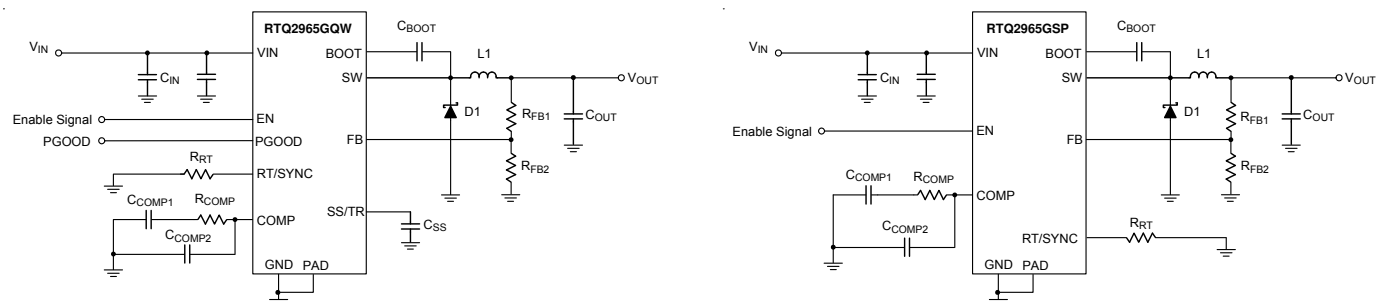 RTQ2965GQW
VIN
VIN
CIN
BOOT
CBOOT
L1
SW
VOUT
D1
RFB1
COUT
Enable Signal
EN
PGOOD
PGOOD
FB
RFB2
RRT
RT/SYNC
CCOMP1
RCOMP
COMP
CCOMP2
SS/TR
CSS
GND
PAD
RTQ2965GSP
VIN
VIN
CIN
BOOT
CBOOT
L1
SW
VOUT
D1
RFB1
COUT
Enable Signal
EN
FB
RFB2
CCOMP1
RCOMP
COMP
CCOMP2
RT/SYNC
RRT
GND
PAD